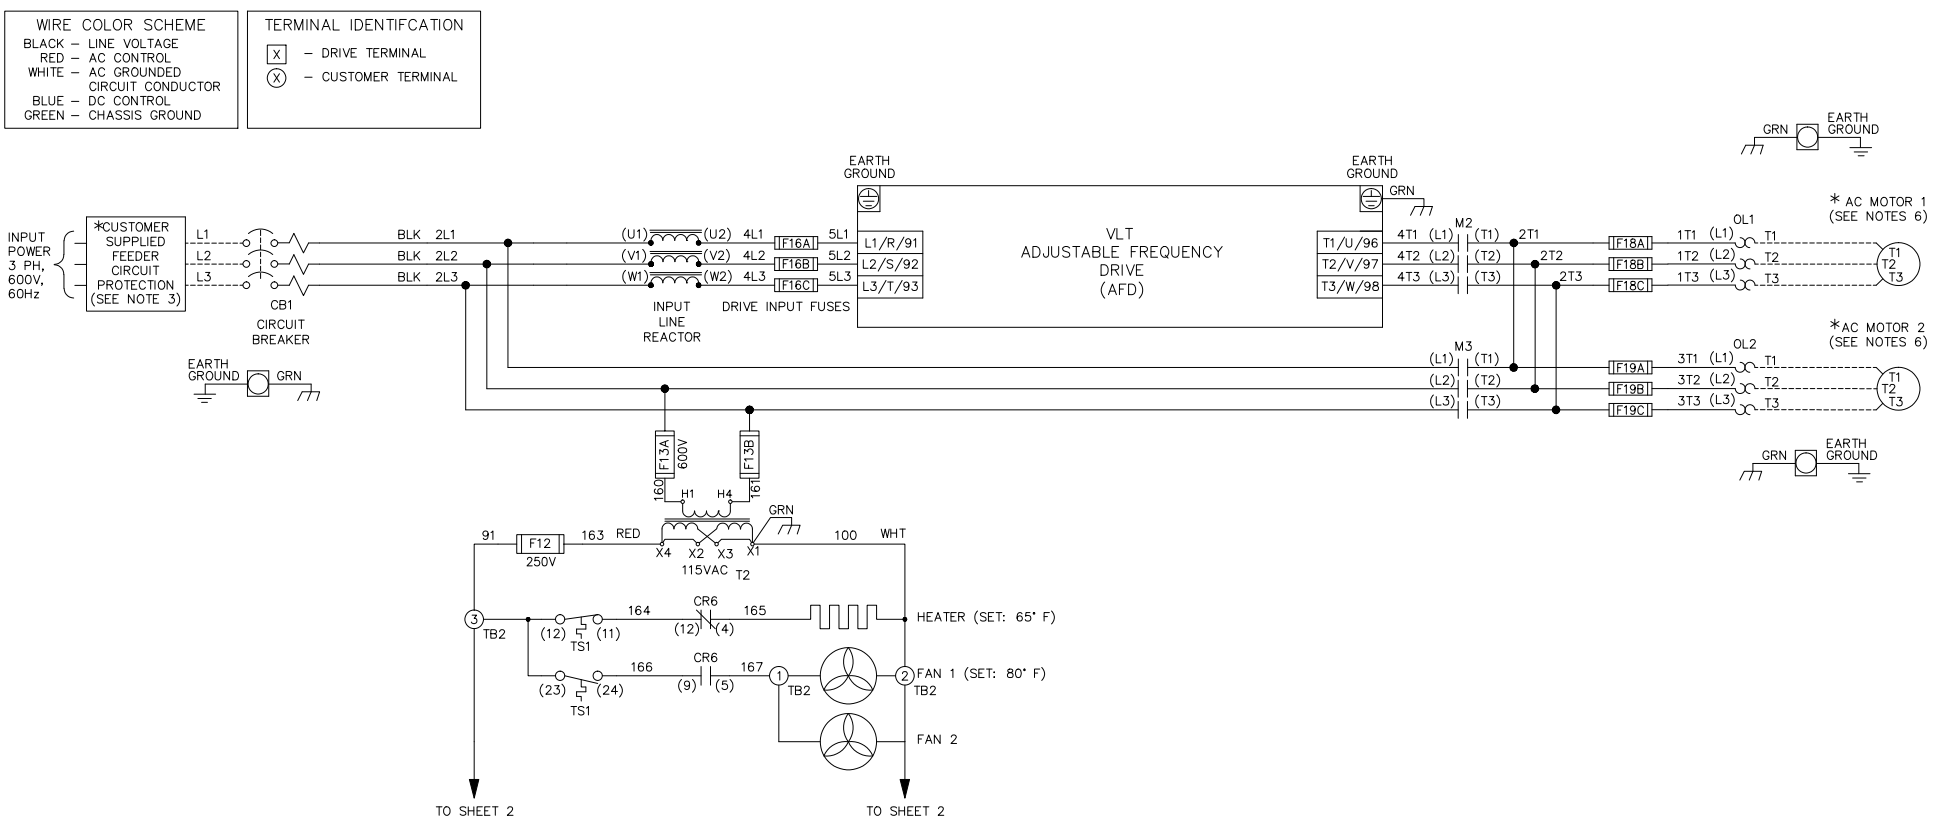 WIRE COLOR SCHEME
BLACK – LINE VOLTAGE
RED – AC CONTROL
WHITE – AC GROUNDED
CIRCUIT CONDUCTOR
BLUE – DC CONTROL
GREEN – CHASSIS GROUND
TERMINAL IDENTIFCATION
X – DRIVE TERMINAL
X – CUSTOMER TERMINAL
INPUT
POWER
3 PH,
600V,
60Hz
*CUSTOMER
SUPPLIED
FEEDER
CIRCUIT
PROTECTION
(SEE NOTE 3)
L1
L2
L3
CB1
CIRCUIT
BREAKER
EARTH
GROUND
GRN
BLK 2L1
BLK 2L2
BLK 2L3
(U1) (U2) 4L1 F16A 5L1
(V1) (V2) 4L2 F16B 5L2
(W1) (W2) 4L3 F16C 5L3
INPUT
LINE
REACTOR
DRIVE INPUT FUSES
EARTH
GROUND
L1/R/91
L2/S/92
L3/T/93
VLT
ADJUSTABLE FREQUENCY
DRIVE
(AFD)
EARTH
GROUND
GRN
T1/U/96
T2/V/97
T3/W/98
M2
4T1 (L1) (T1) 2T1 F18A 1T1 (L1) T1
4T2 (L2) (T2) 2T2 F18B 1T2 (L2) T2
4T3 (L3) (T3) 2T3 F18C 1T3 (L3) T3
OL1
GRN
EARTH
GROUND
* AC MOTOR 1
(SEE NOTES 6)
T1
T2
T3
M3
(L1) (T1) F19A 3T1 (L1) T1
(L2) (T2) F19B 3T2 (L2) T2
(L3) (T3) F19C 3T3 (L3) T3
OL2
*AC MOTOR 2
(SEE NOTES 6)
T1
T2
T3
GRN
EARTH
GROUND
F13A
600V
F13B
160
161
H1 H4
GRN
91 F12 163 RED
250V
X4 X2 X3 X1
115VAC T2
100 WHT
3
TB2
(12) (11)
TS1
164
CR6
(12) (4)
165
HEATER (SET: 65° F)
(23) (24)
TS1
166
CR6
(9) (5)
167
1
TB2
2
TB2
FAN 1 (SET: 80° F)
FAN 2
TO SHEET 2
TO SHEET 2